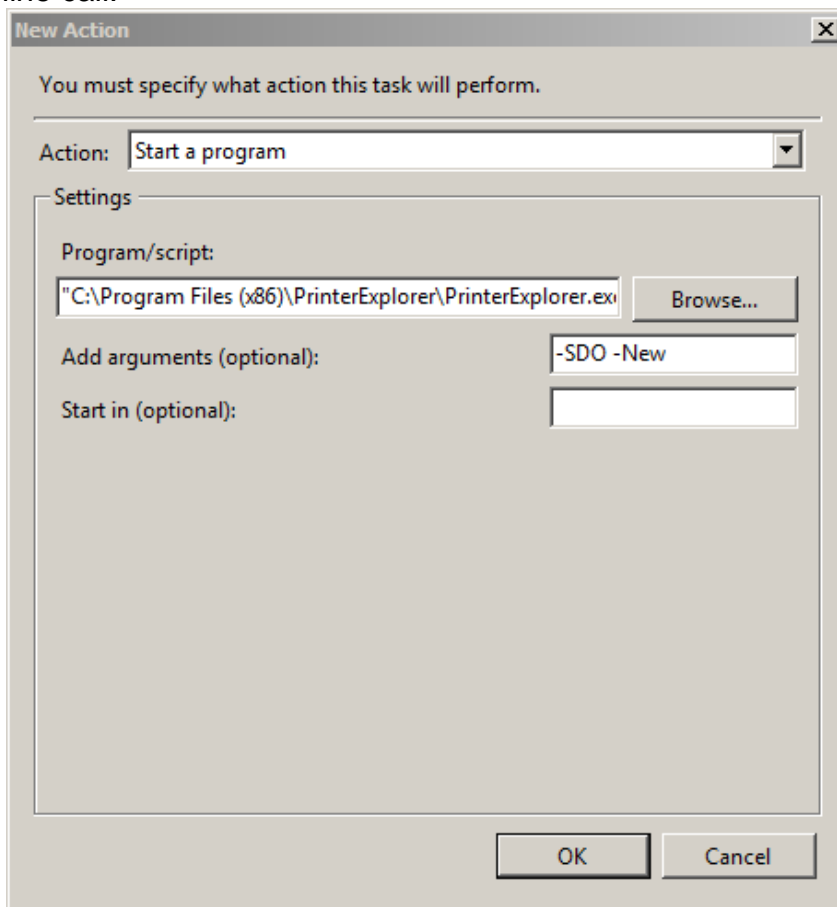 New Action
You must specify what action this task will perform.
Action: Start a program
Settings
Program/script:
"C:\Program Files (x86)\PrinterExplorer\PrinterExplorer.exe Browse...
Add arguments (optional): -SDO -New
Start in (optional):
OK Cancel